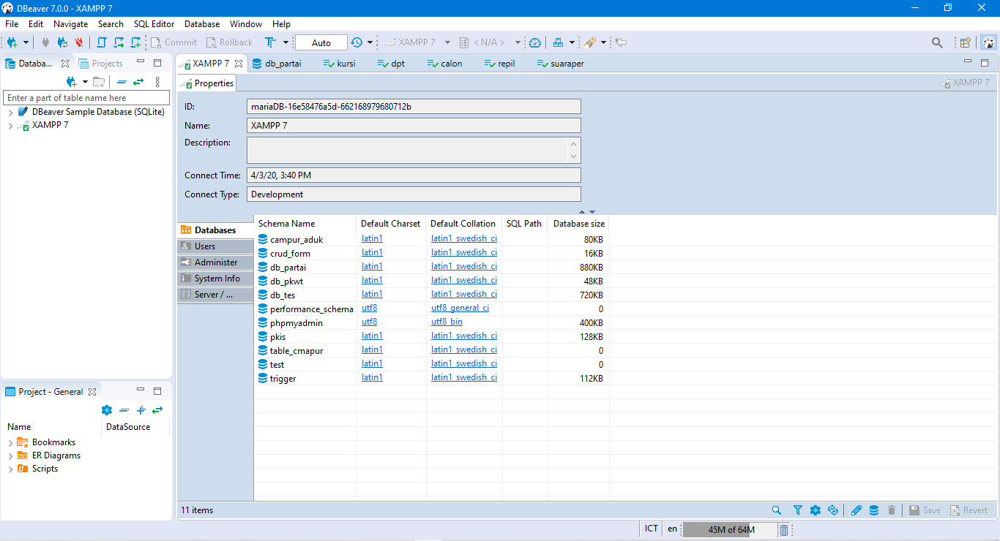 DBeaver 7.0.0 - XAMPP 7
File Edit Navigate Search SQL Editor Database Window Help
Commit Rollback Auto XAMPP 7 < N/A >
Databa... Projects
XAMPP 7 db_partai kursi dpt calon repil suaraper
Enter a part of table name here
DBeaver Sample Database (SQLite)
XAMPP 7
Properties XAMPP 7
ID: mariaDB-16e58476a5d-662168979680712b
Name: XAMPP 7
Description:
Connect Time: 4/3/20, 3:40 PM
Connect Type: Development
Databases
Users
Administer
System Info
Server / ...
Schema Name Default Charset Default Collation SQL Path Database size
campur_aduk latin1 latin1_swedish_ci 80KB
crud_form latin1 latin1_swedish_ci 16KB
db_partai latin1 latin1_swedish_ci 880KB
db_pkwt latin1 latin1_swedish_ci 48KB
db_tes latin1 latin1_swedish_ci 720KB
performance_schema utf8 utf8_general_ci 0
phpmyadmin utf8 utf8_bin 400KB
pkis latin1 latin1_swedish_ci 128KB
table_cmapur latin1 latin1_swedish_ci 0
test latin1 latin1_swedish_ci 0
trigger latin1 latin1_swedish_ci 112KB
Project - General
Name DataSource
Bookmarks
ER Diagrams
Scripts
11 items Save Revert
ICT en 45M of 64M